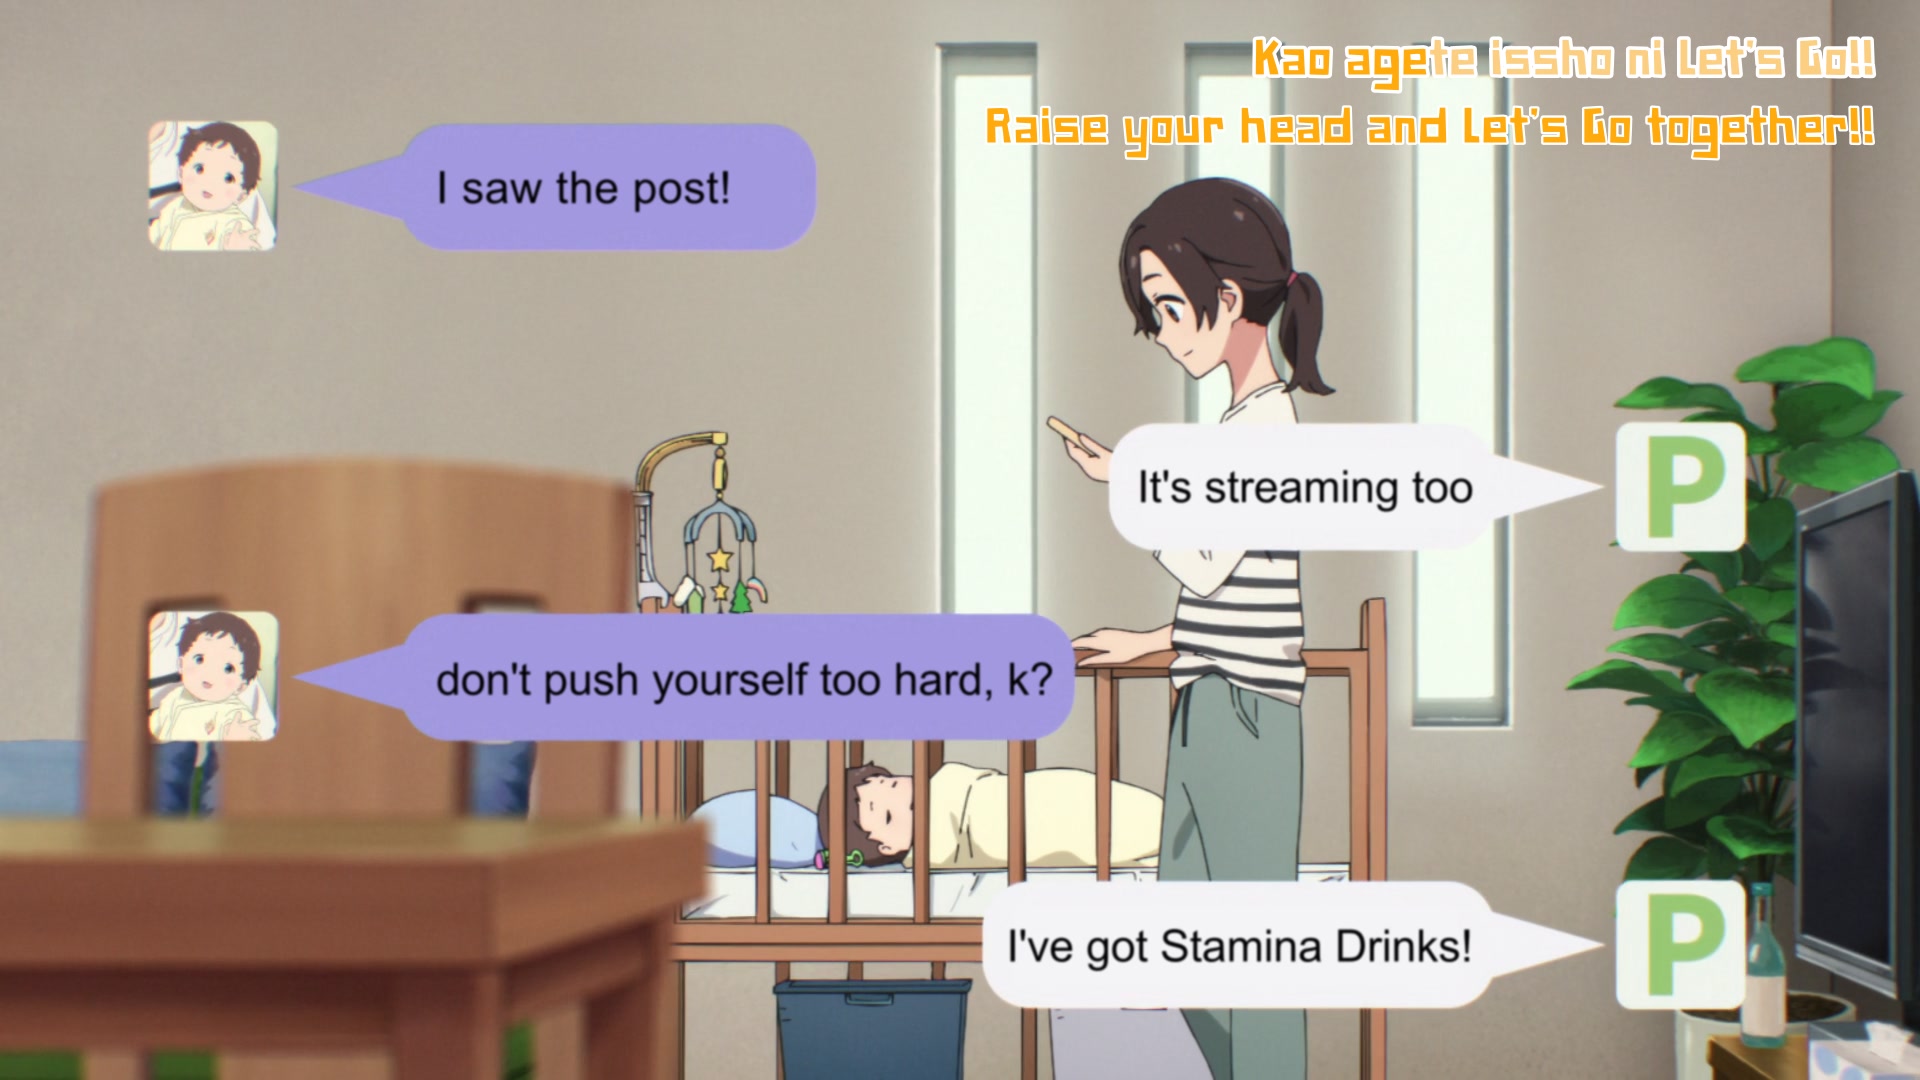 Kao agete issho ni Let's Go!!
Raise your head and Let's Go together!!
I saw the post!
It's streaming too
P
don't push yourself too hard, k?
I've got Stamina Drinks!
P